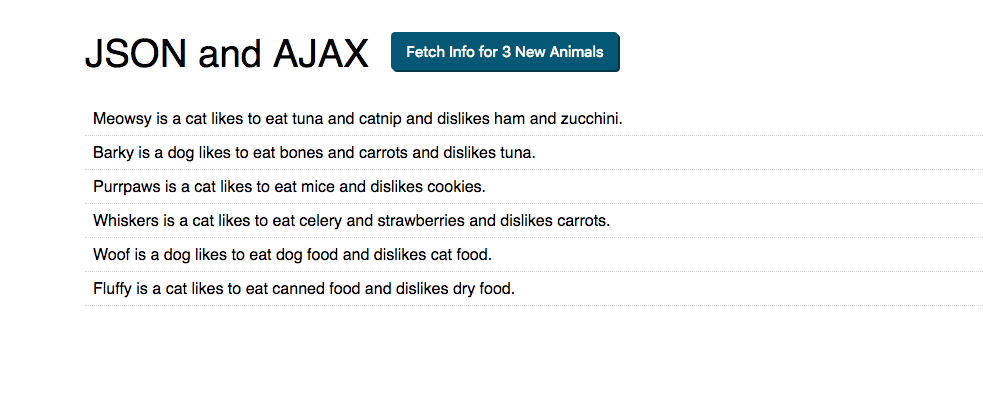 JSON and AJAX
Fetch Info for 3 New Animals
Meowsy is a cat likes to eat tuna and catnip and dislikes ham and zucchini.
Barky is a dog likes to eat bones and carrots and dislikes tuna.
Purrpaws is a cat likes to eat mice and dislikes cookies.
Whiskers is a cat likes to eat celery and strawberries and dislikes carrots.
Woof is a dog likes to eat dog food and dislikes cat food.
Fluffy is a cat likes to eat canned food and dislikes dry food.